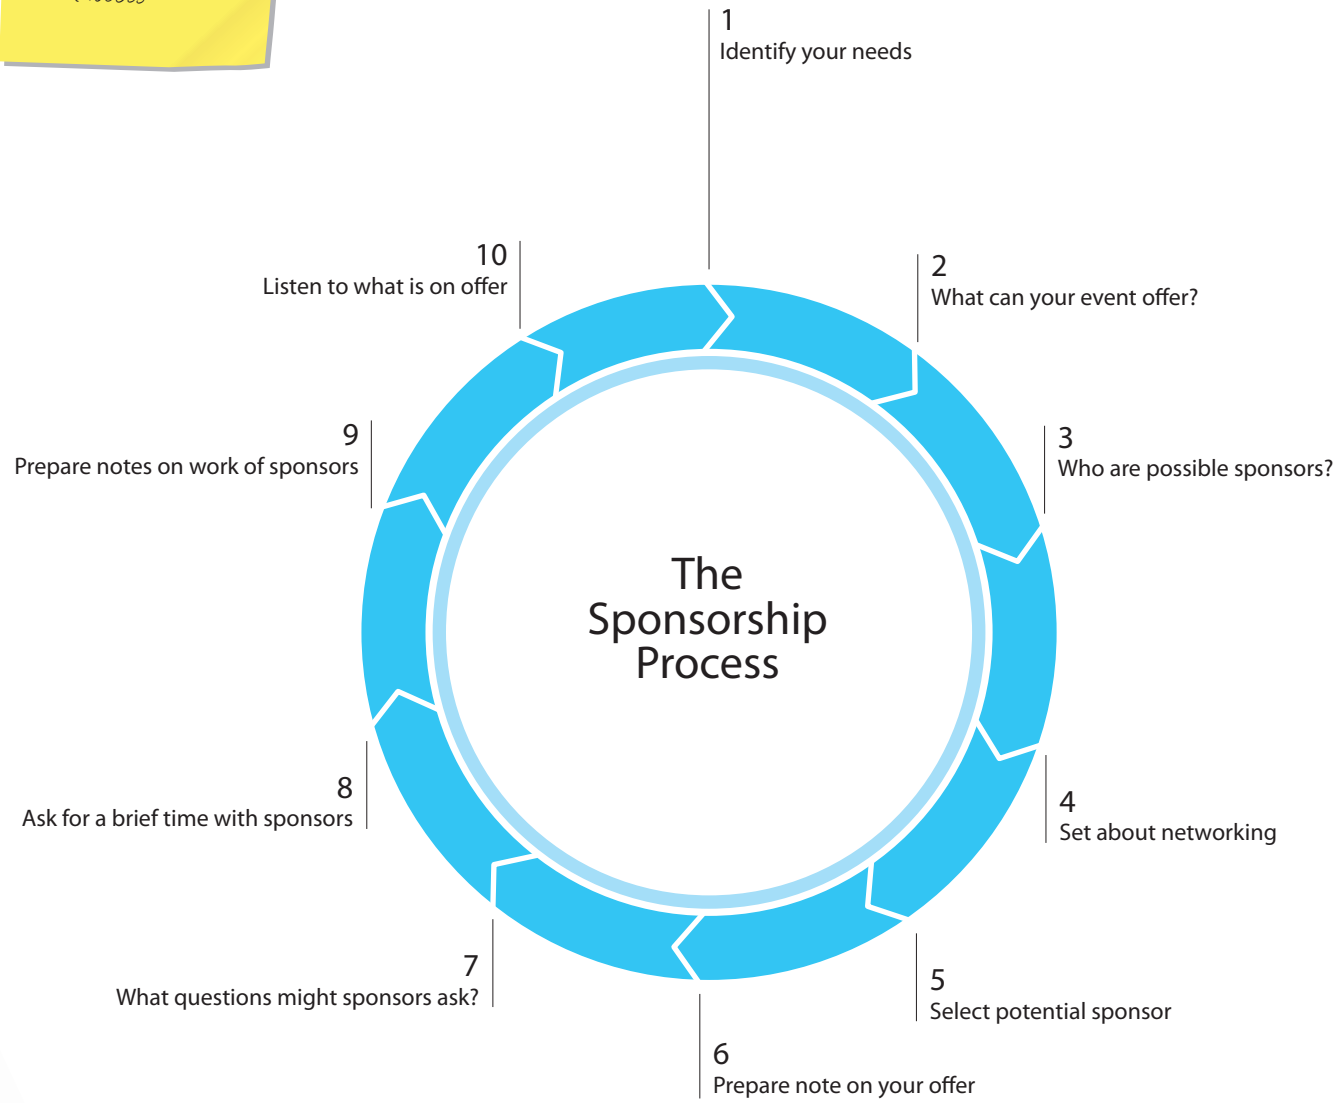 1
Identify your needs
2
What can your event offer?
3
Who are possible sponsors?
4
Set about networking
5
Select potential sponsor
6
Prepare note on your offer
7
What questions might sponsors ask?
8
Ask for a brief time with sponsors
9
Prepare notes on work of sponsors
10
Listen to what is on offer
The
Sponsorship
Process